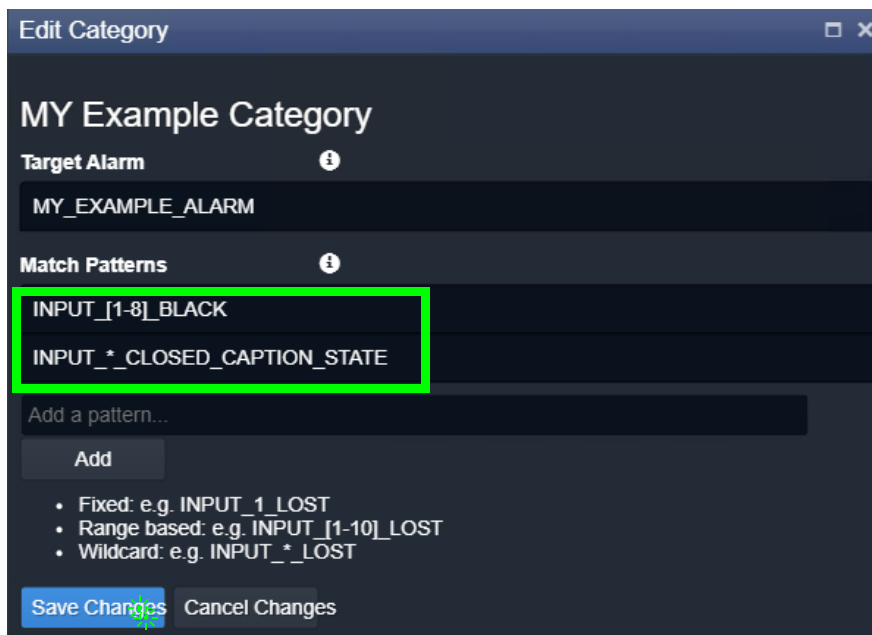 Edit Category
MY Example Category
Target Alarm
MY_EXAMPLE_ALARM
Match Patterns
INPUT_[1-8]_BLACK
INPUT_*_CLOSED_CAPTION_STATE
Add a pattern...
Add
• Fixed: e.g. INPUT_1_LOST
• Range based: e.g. INPUT_[1-10]_LOST
• Wildcard: e.g. INPUT_*_LOST
Save Changes Cancel Changes